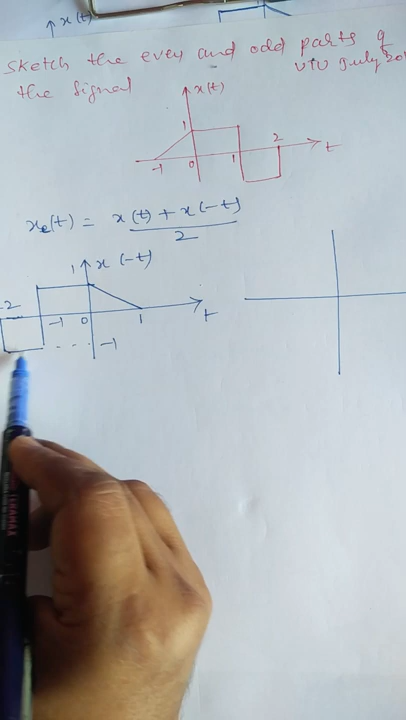 x(t)
Sketch the even and odd parts of
the signal
VTU July 20
x(t)
1
-1 0 1 2 t
xe(t) = x(t) + x(-t)
2
1 x(-t)
-2 -1 0 1 t
-1